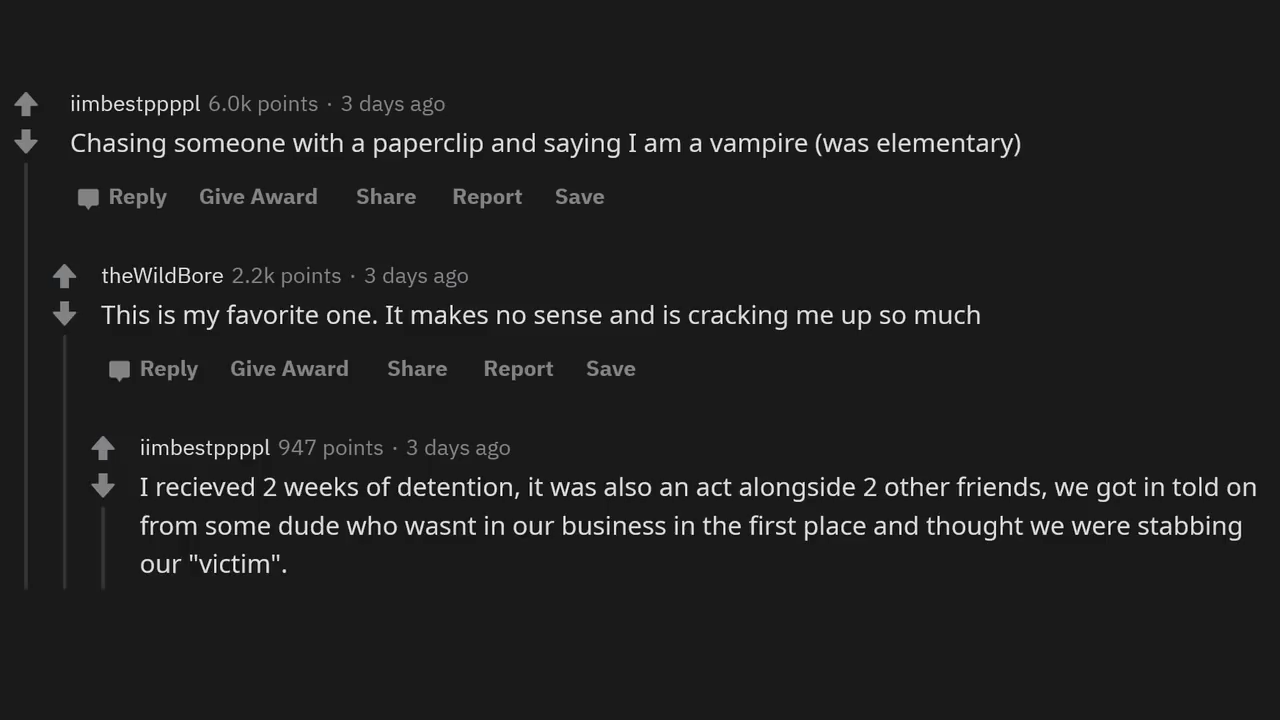 iimbestppppl 6.0k points · 3 days ago
Chasing someone with a paperclip and saying I am a vampire (was elementary)
Reply Give Award Share Report Save
theWildBore 2.2k points · 3 days ago
This is my favorite one. It makes no sense and is cracking me up so much
Reply Give Award Share Report Save
iimbestppppl 947 points · 3 days ago
I recieved 2 weeks of detention, it was also an act alongside 2 other friends, we got in told on
from some dude who wasnt in our business in the first place and thought we were stabbing
our "victim".